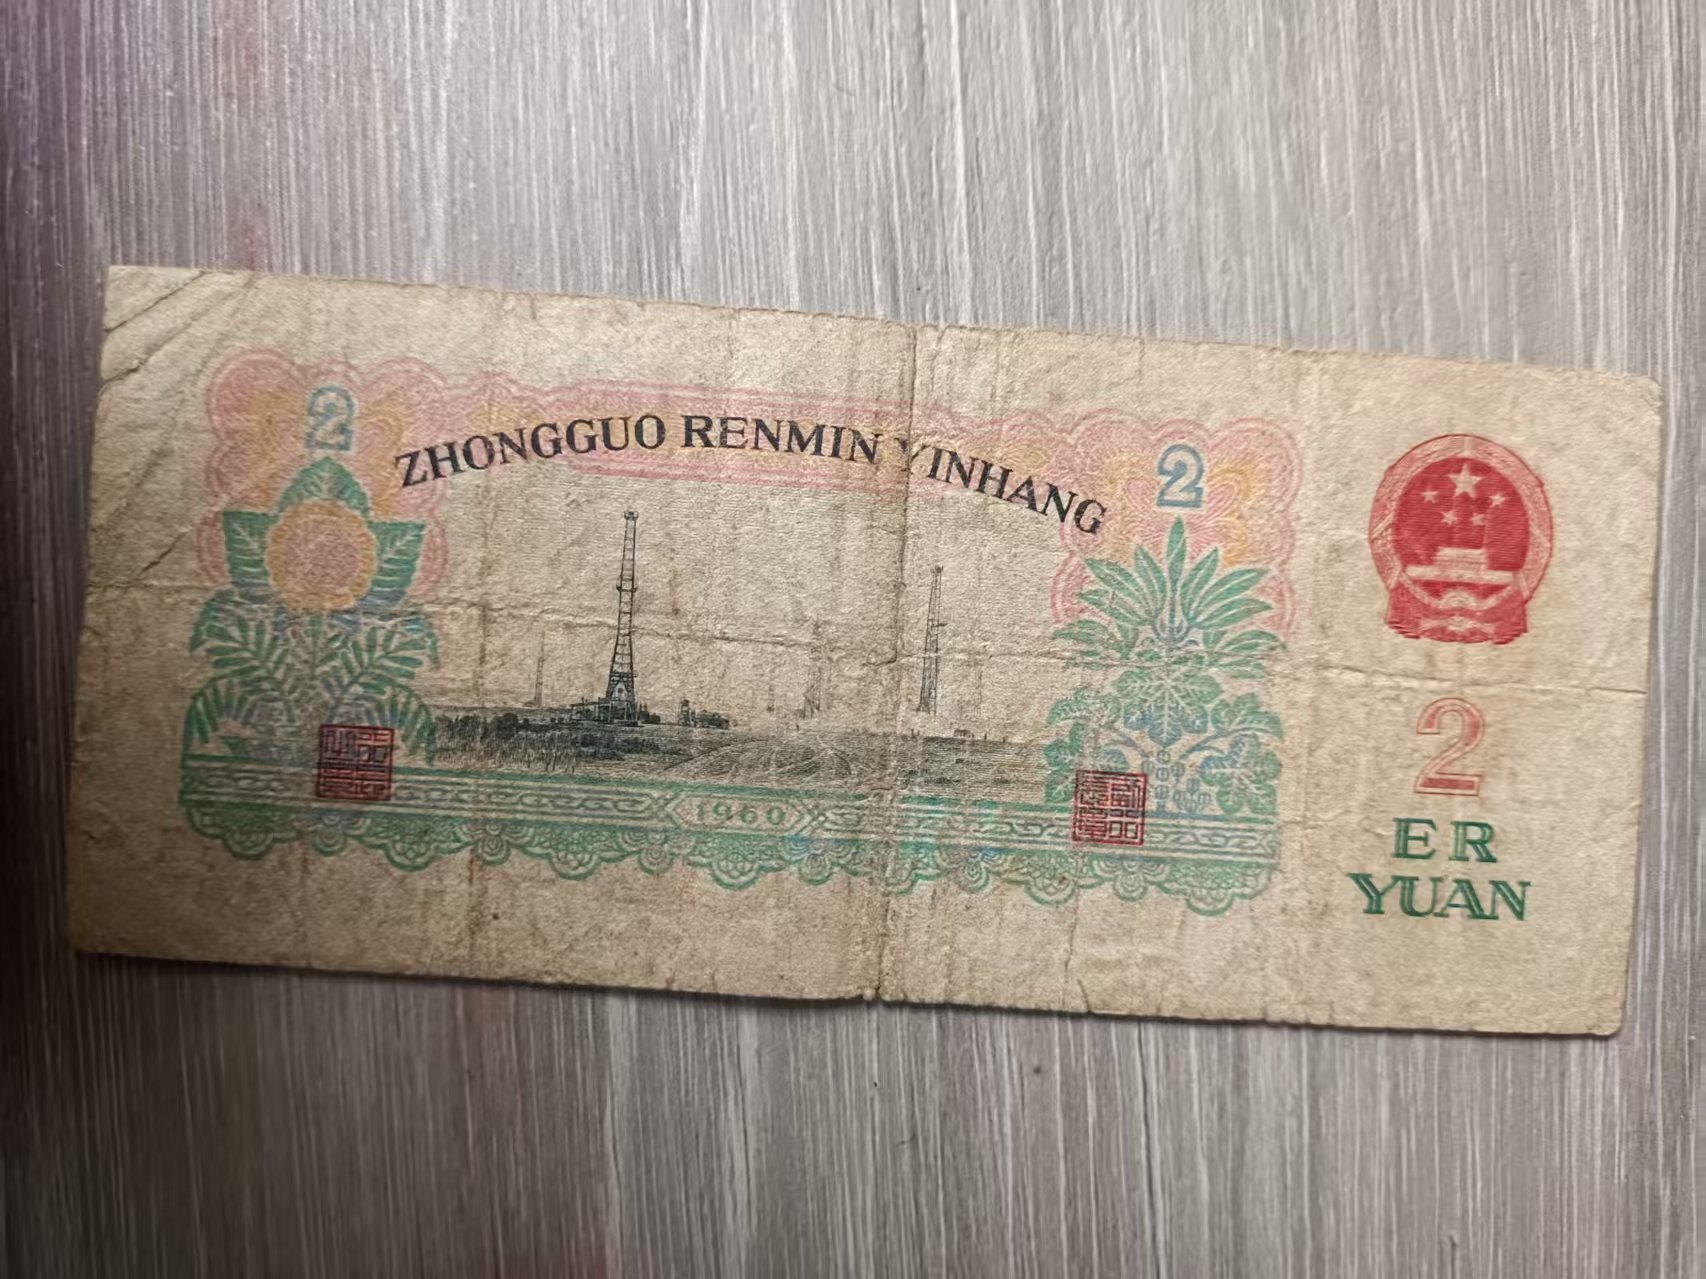 2
ZHONGGUO RENMIN YINHANG
2
1960
2
ER
YUAN